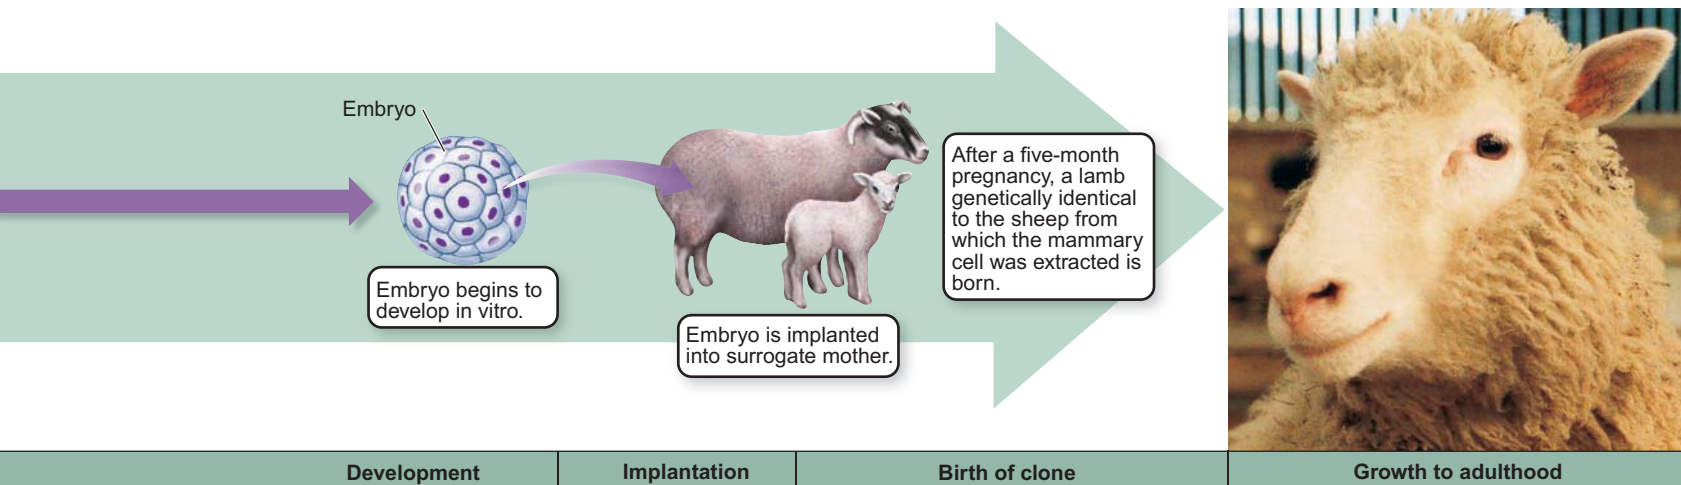 Embryo
Embryo begins to
develop in vitro.
Embryo is implanted
into surrogate mother.
After a five-month
pregnancy, a lamb
genetically identical
to the sheep from
which the mammary
cell was extracted is
born.
Development
Implantation
Birth of clone
Growth to adulthood